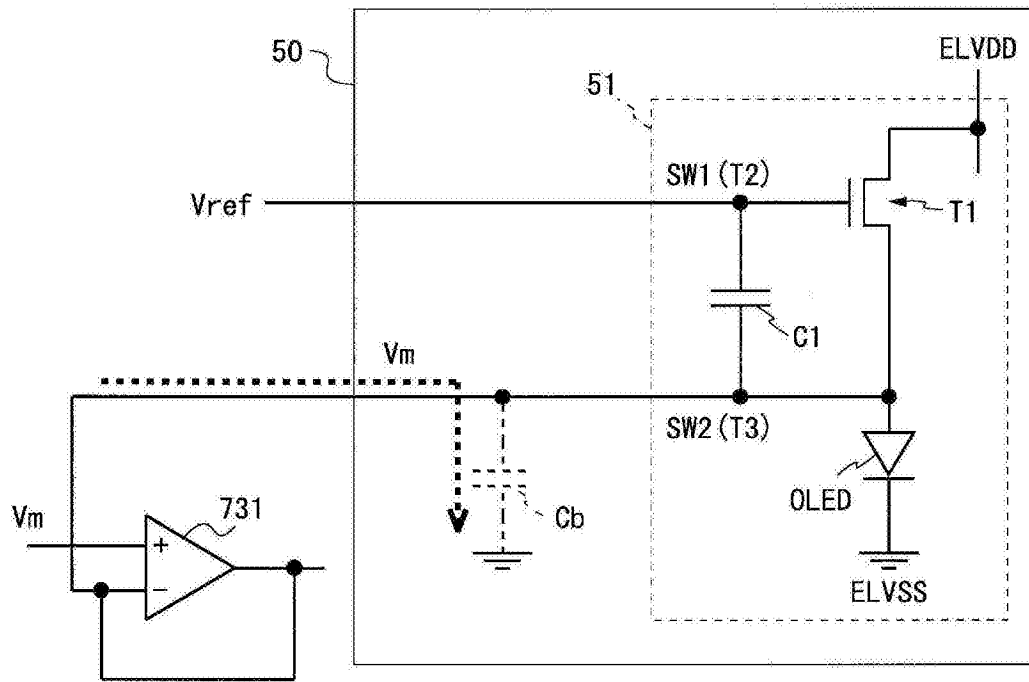 50
ELVDD
51
SW1(T2)
Vref
T1
C1
Vm
SW2(T3)
OLED
Cb
Vm
731
+
−
ELVSS